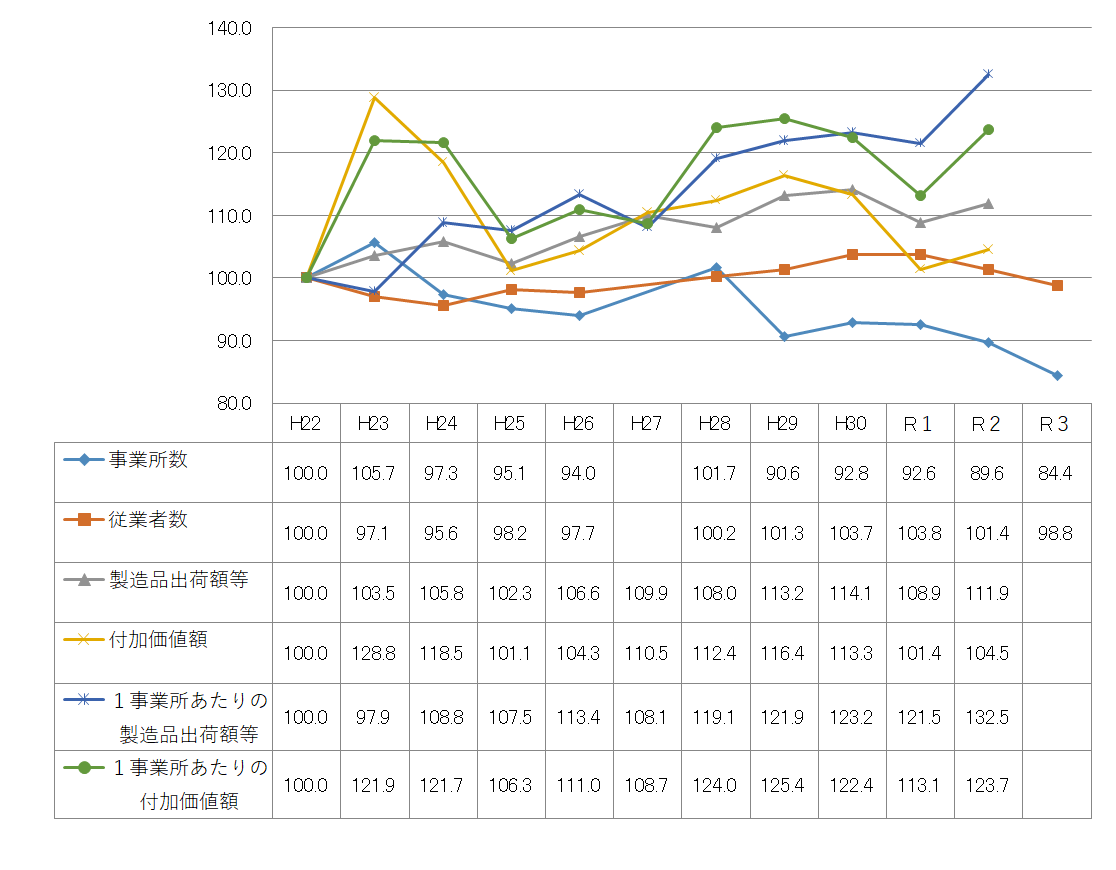 140.0
130.0
120.0
110.0
100.0
90.0
80.0
H22 H23 H24 H25 H26 H27 H28 H29 H30 R1 R2 R3
事業所数 100.0 105.7 97.3 95.1 94.0 101.7 90.6 92.8 92.6 89.6 84.4
従業者数 100.0 97.1 95.6 98.2 97.7 100.2 101.3 103.7 103.8 101.4 98.8
製造品出荷額等 100.0 103.5 105.8 102.3 106.6 109.9 108.0 113.2 114.1 108.9 111.9
付加価値額 100.0 128.8 118.5 101.1 104.3 110.5 112.4 116.4 113.3 101.4 104.5
１事業所あたりの
製造品出荷額等 100.0 97.9 108.8 107.5 113.4 108.1 119.1 121.9 123.2 121.5 132.5
１事業所あたりの
付加価値額 100.0 121.9 121.7 106.3 111.0 108.7 124.0 125.4 122.4 113.1 123.7